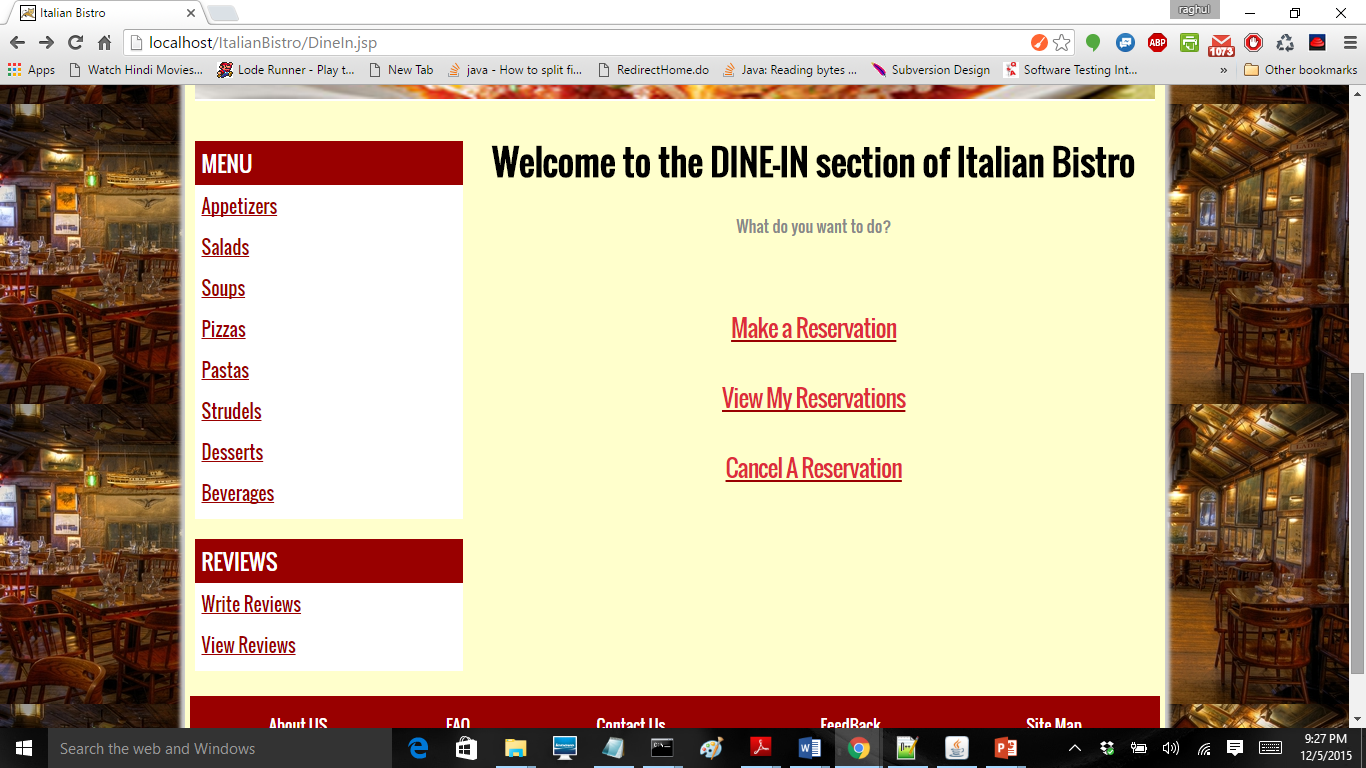 Italian Bistro
raghul
localhost/ItalianBistro/DineIn.jsp
1073
Apps
Watch Hindi Movies...
Lode Runner - Play t...
New Tab
java - How to split fi...
RedirectHome.do
Java: Reading bytes ...
Subversion Design
Software Testing Int...
»
Other bookmarks
MENU
Appetizers
Salads
Soups
Pizzas
Pastas
Strudels
Desserts
Beverages
REVIEWS
Write Reviews
View Reviews
Welcome to the DINE-IN section of Italian Bistro
What do you want to do?
Make a Reservation
View My Reservations
Cancel A Reservation
About US
FAQ
Contact Us
FeedBack
Site Map
Search the web and Windows
9:27 PM
12/5/2015